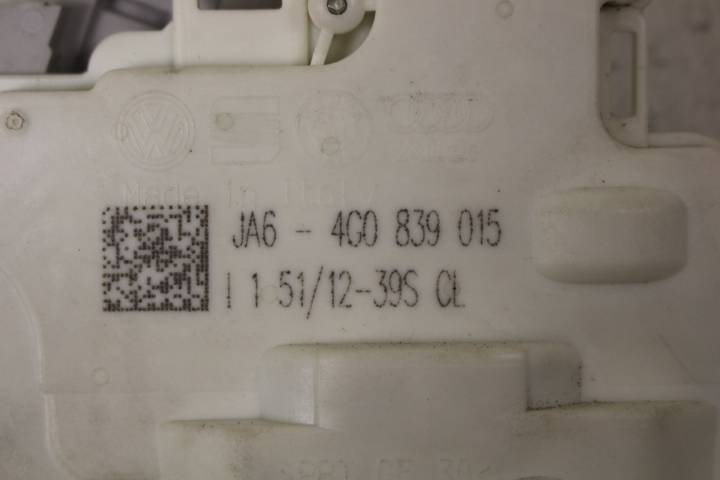 Made in Italy
JA6 - 4G0 839 015
I 1 51/12-39S CL